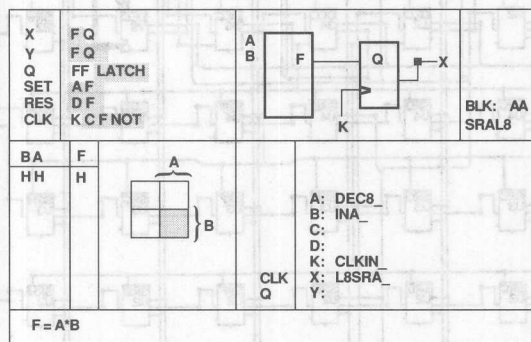 X F Q
Y F Q
Q FF LATCH
SET A F
RES D F
CLK K C F NOT
A
B
F
Q
X
K
BLK: AA
SRAL8
B A F
H H H
A
B
A: DEC8_
B: INA_
C:
D:
K: CLKIN_
CLK X: L8SRA_
Q Y:
F = A*B